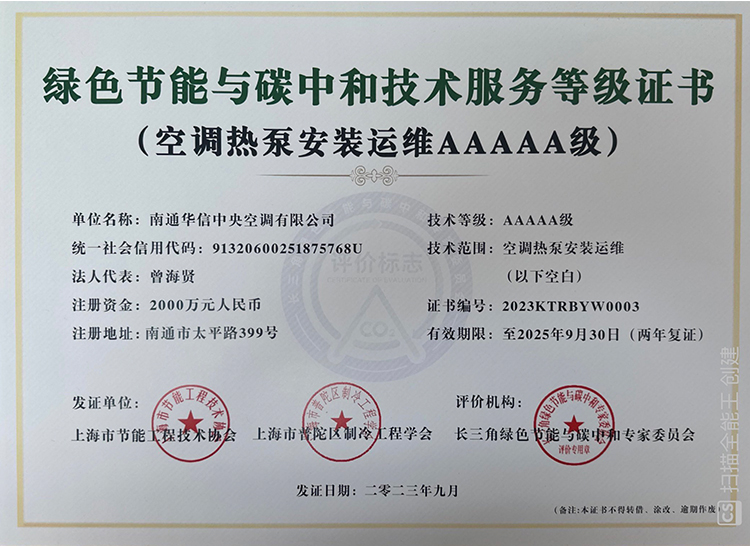 绿色节能与碳中和技术服务等级证书
（空调热泵安装运维AAAAA级）
单位名称：南通华信中央空调有限公司
统一社会信用代码：91320600251875768U
法人代表：曾海贤
注册资金：2000万元人民币
注册地址：南通市太平路399号
技术等级：AAAAA级
技术范围：空调热泵安装运维
（以下空白）
证书编号：2023KTRBYW0003
有效期限：至2025年9月30日（两年复证）
评价标志
CO₂
发证单位：
上海市节能工程技术协会
上海市普陀区制冷工程学会
评价机构：
长三角绿色节能与碳中和专家委员会
评价专用章
发证日期：二零二三年九月
（备注:本证书不得转借、涂改、逾期作废）
CS 扫描全能王 创建